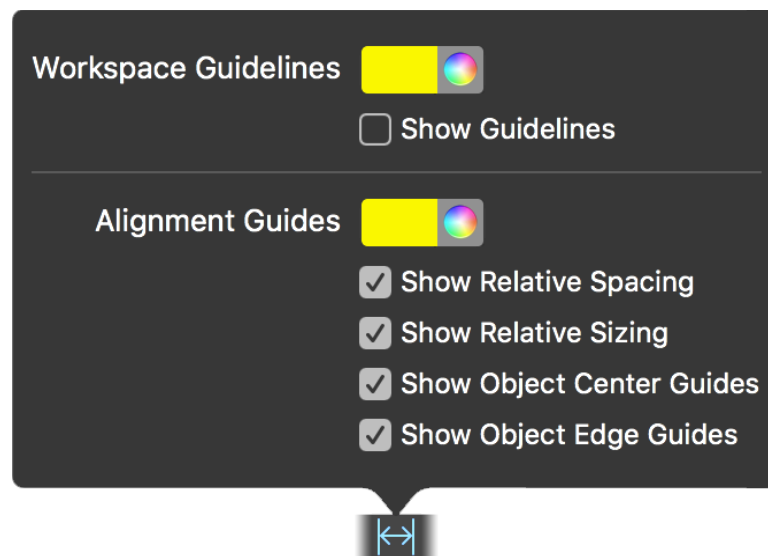 Workspace Guidelines
Show Guidelines
Alignment Guides
Show Relative Spacing
Show Relative Sizing
Show Object Center Guides
Show Object Edge Guides